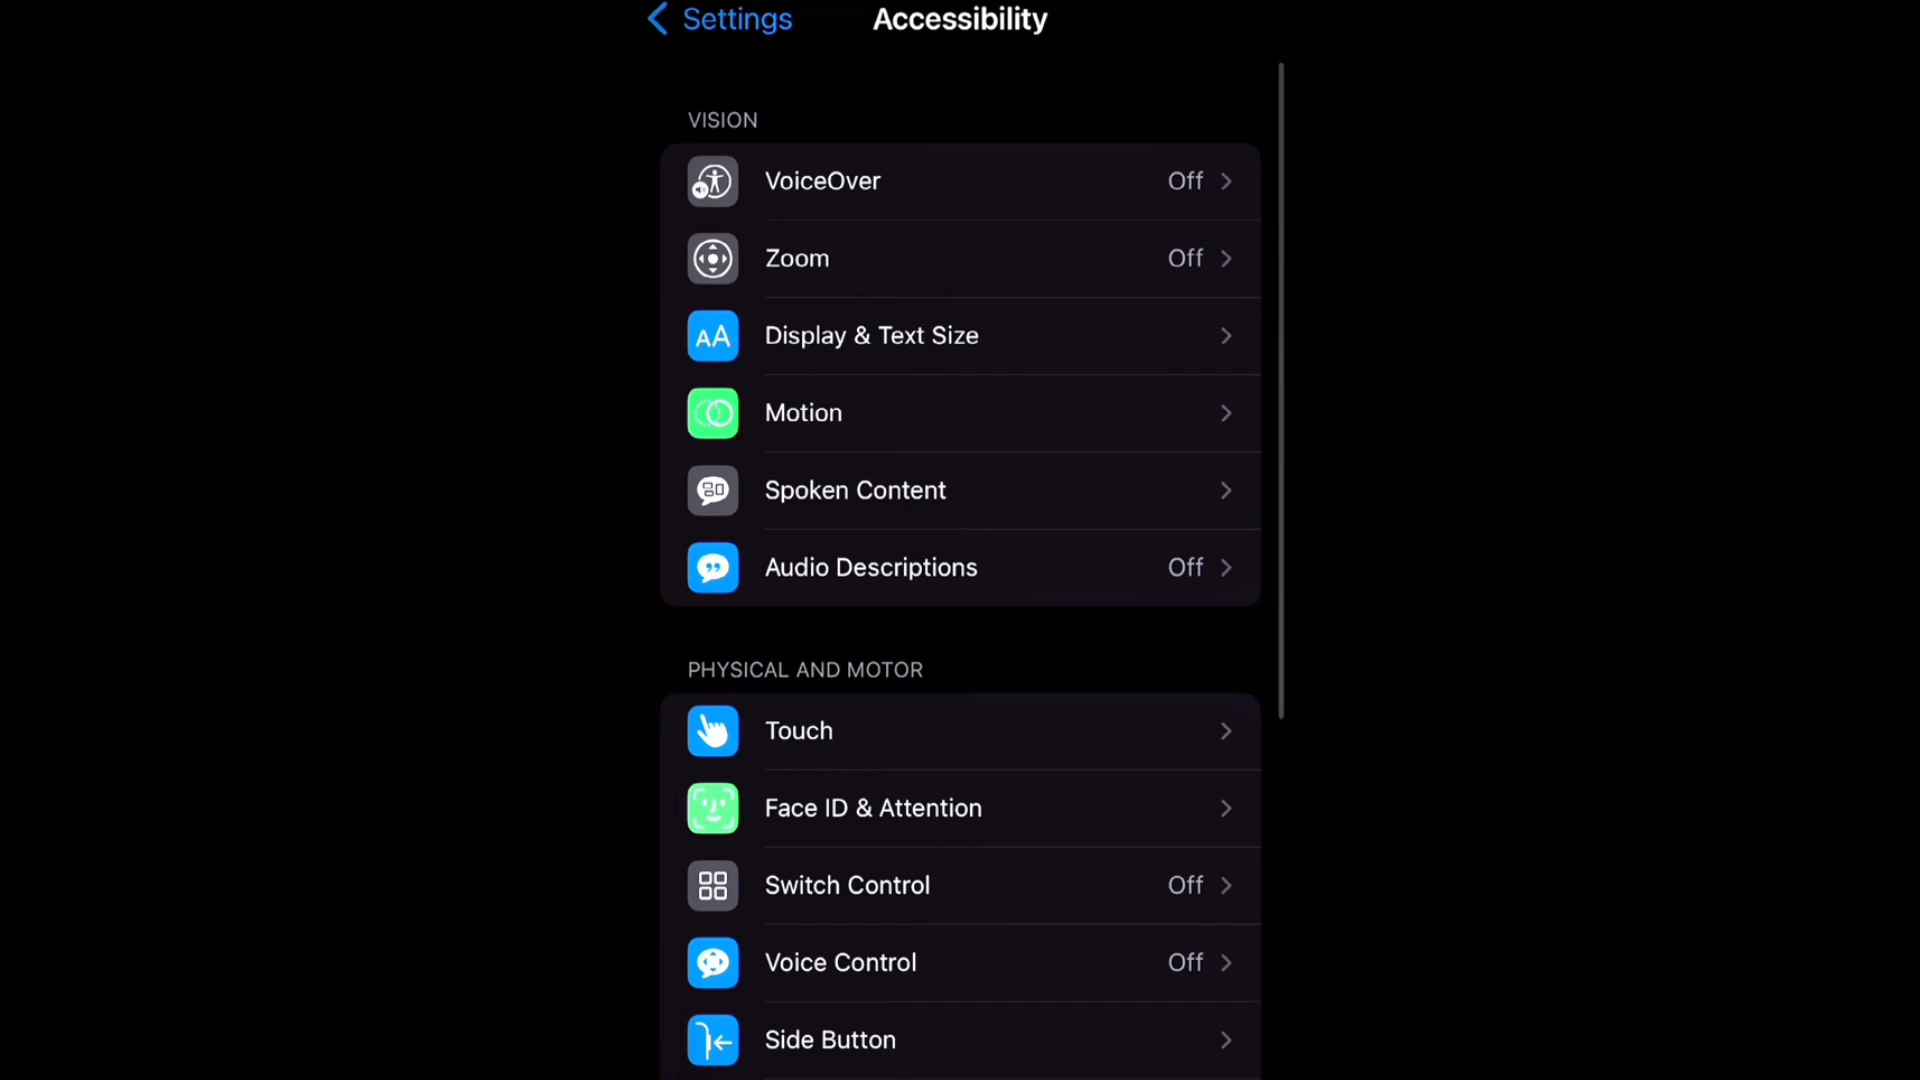 Settings
Accessibility
VISION
VoiceOver Off
Zoom Off
AA Display & Text Size
Motion
Spoken Content
Audio Descriptions Off
PHYSICAL AND MOTOR
Touch
Face ID & Attention
Switch Control Off
Voice Control Off
Side Button